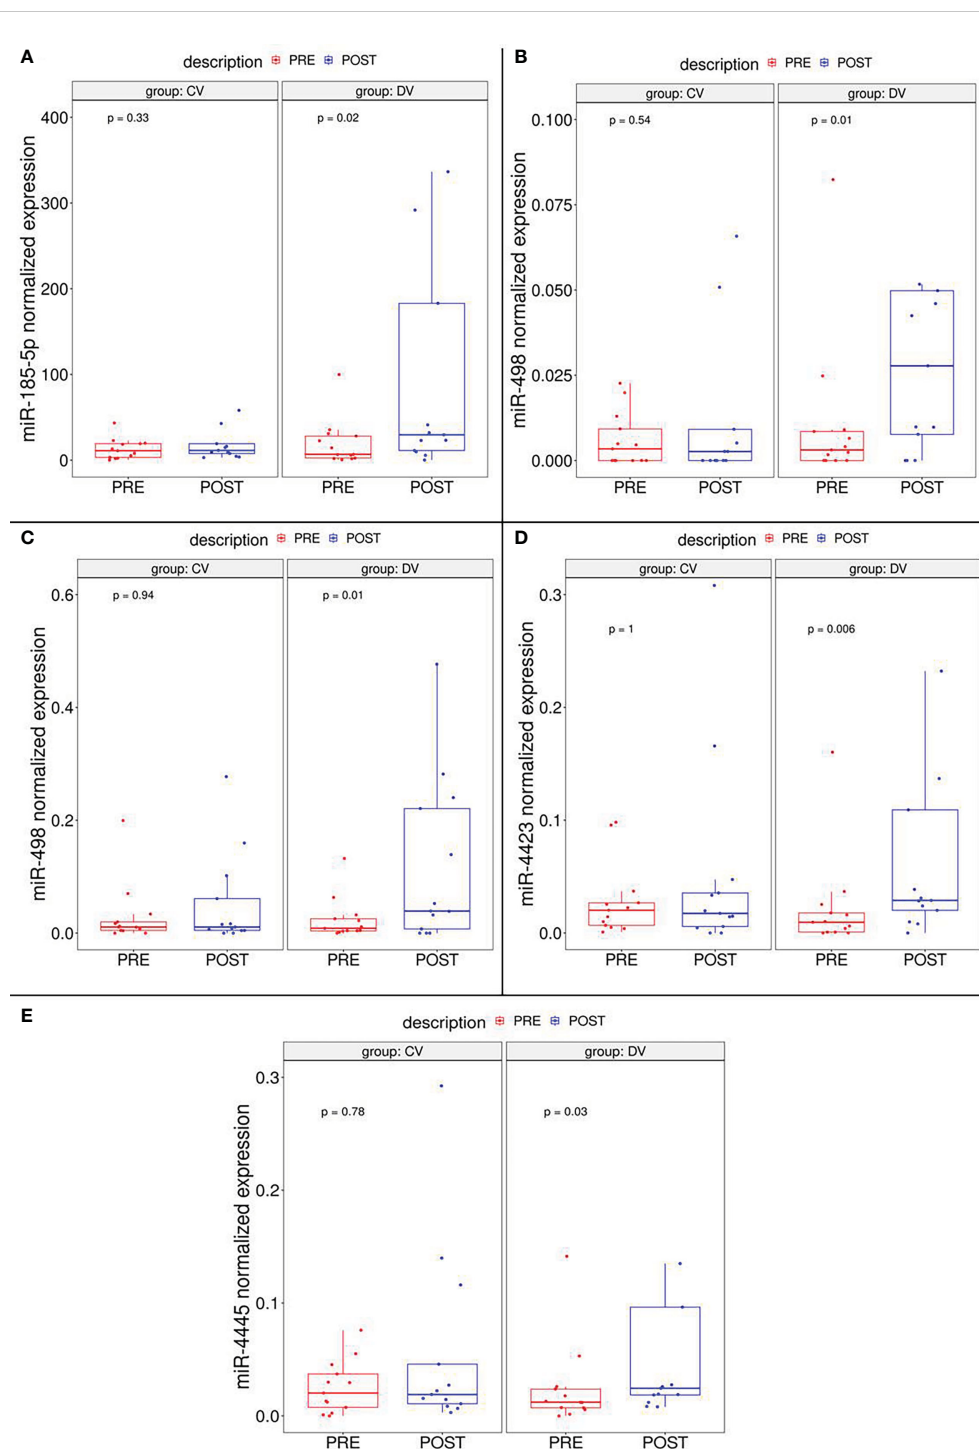 A
description PRE POST
group: CV group: DV
p = 0.33 p = 0.02
miR-185-5p normalized expression
400
300
200
100
0
PRE POST PRE POST
B
description PRE POST
group: CV group: DV
p = 0.54 p = 0.01
miR-498 normalized expression
0.100
0.075
0.050
0.025
0.000
PRE POST PRE POST
C
description PRE POST
group: CV group: DV
p = 0.94 p = 0.01
miR-498 normalized expression
0.6
0.4
0.2
0.0
PRE POST PRE POST
D
description PRE POST
group: CV group: DV
p = 1 p = 0.006
miR-4423 normalized expression
0.3
0.2
0.1
0.0
PRE POST PRE POST
E
description PRE POST
group: CV group: DV
p = 0.78 p = 0.03
miR-4445 normalized expression
0.3
0.2
0.1
0.0
PRE POST PRE POST